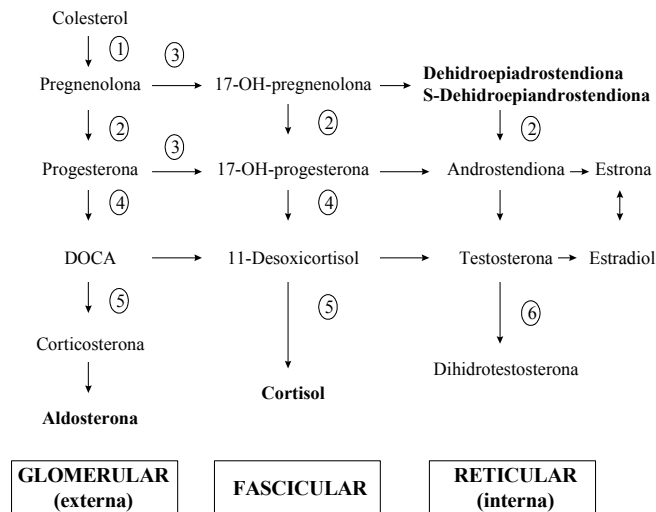 Colesterol
1
3
Pregnenolona 17-OH-pregnenolona Dehidroepiadrostendiona
S-Dehidroepiandrostendiona
2 2 2
3
Progesterona 17-OH-progesterona Androstendiona Estrona
4 4
DOCA 11-Desoxicortisol Testosterona Estradiol
5 5 6
Corticosterona
Dihidrotestosterona
Cortisol
Aldosterona
GLOMERULAR
(externa)
FASCICULAR
RETICULAR
(interna)